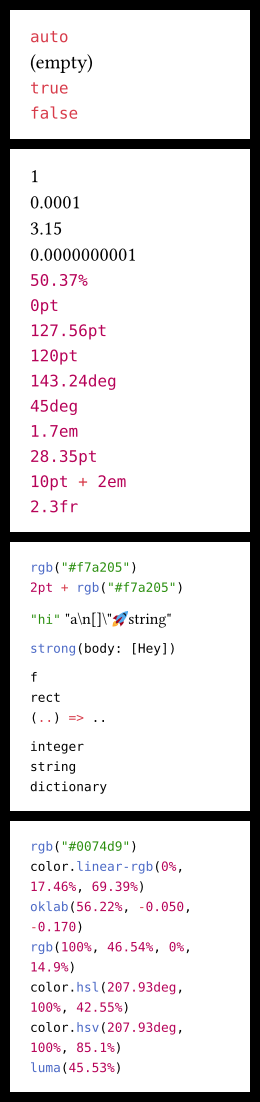 auto
(empty)
true
false
1
0.0001
3.15
0.0000000001
50.37%
0pt
127.56pt
120pt
143.24deg
45deg
1.7em
28.35pt
10pt + 2em
2.3fr
rgb("#f7a205")
2pt + rgb("#f7a205")
"hi" "a\n[]\"🚀string"
strong(body: [Hey])
f
rect
(..) => ..
integer
string
dictionary
rgb("#0074d9")
color.linear-rgb(0%,
17.46%, 69.39%)
oklab(56.22%, -0.050,
-0.170)
rgb(100%, 46.54%, 0%,
14.9%)
color.hsl(207.93deg,
100%, 42.55%)
color.hsv(207.93deg,
100%, 85.1%)
luma(45.53%)